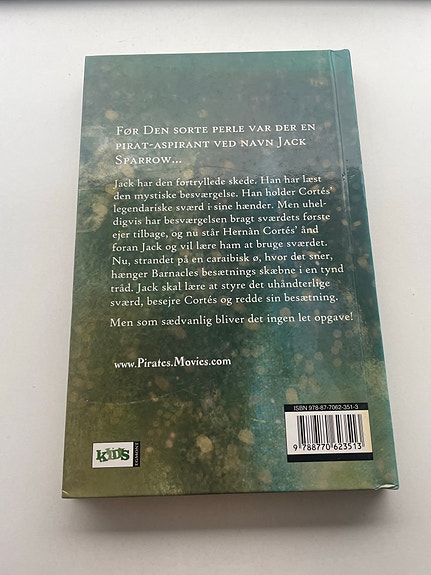 Før Den sorte perle var der en
pirat-aspirant ved navn Jack
Sparrow...
Jack har den fortryllede skede. Han har læst
den mystiske besværgelse. Han holder Cortés'
legendariske sværd i sine hænder. Men uhel-
digvis har besværgelsen bragt sværdets første
ejer tilbage, og nu står Hernàn Cortés' ånd
foran Jack og vil lære ham at bruge sværdet.
Nu, strandet på en caraibisk ø, hvor det sner,
hænger Barnacles besætnings skæbne i en tynd
tråd. Jack skal lære at styre det uhåndterlige
sværd, besejre Cortés og redde sin besætning.
Men som sædvanlig bliver det ingen let opgave!
www.Pirates.Movies.com
ISBN 978-87-7062-351-3
9 788770 623513
KIDS
EGMONT